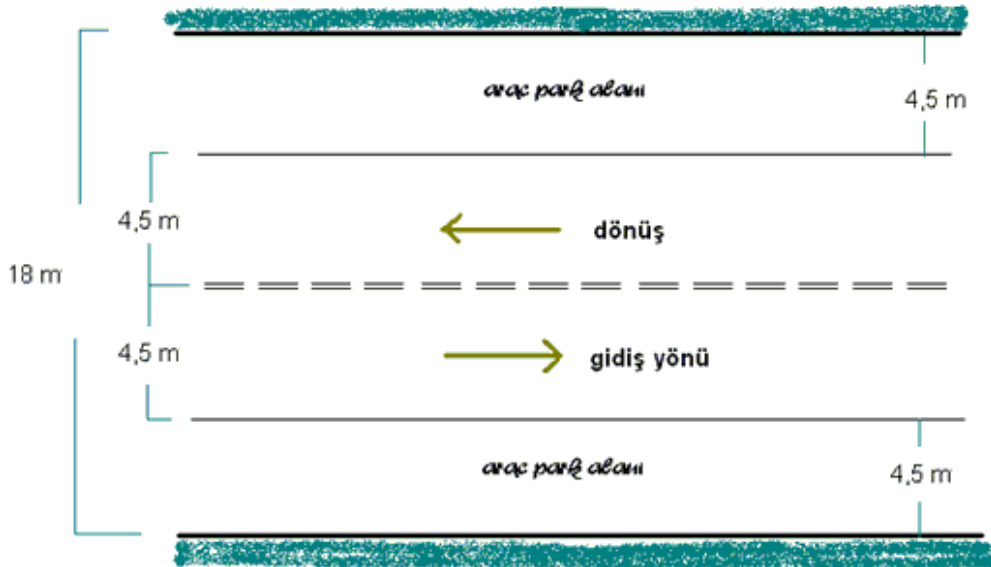 araç park alanı
4,5 m
4,5 m
dönüş
18 m
4,5 m
gidiş yönü
araç park alanı
4,5 m